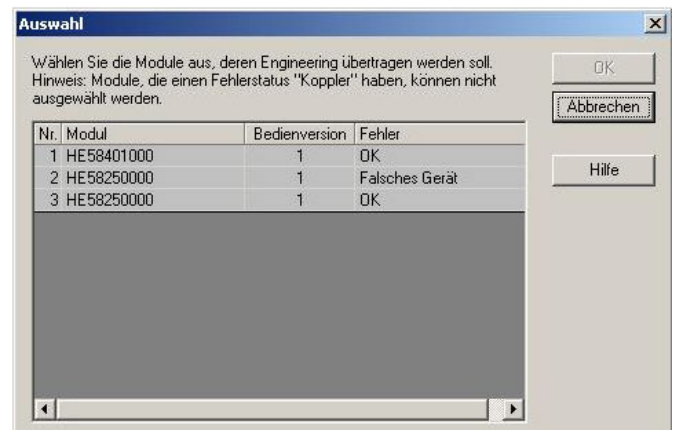 Auswahl
Wählen Sie die Module aus, deren Engineering übertragen werden soll.
Hinweis: Module, die einen Fehlerstatus "Koppler" haben, können nicht
ausgewählt werden.
OK
Abbrechen
Hilfe
Nr. Modul Bedienversion Fehler
1 HE58401000 1 OK
2 HE58250000 1 Falsches Gerät
3 HE58250000 1 OK